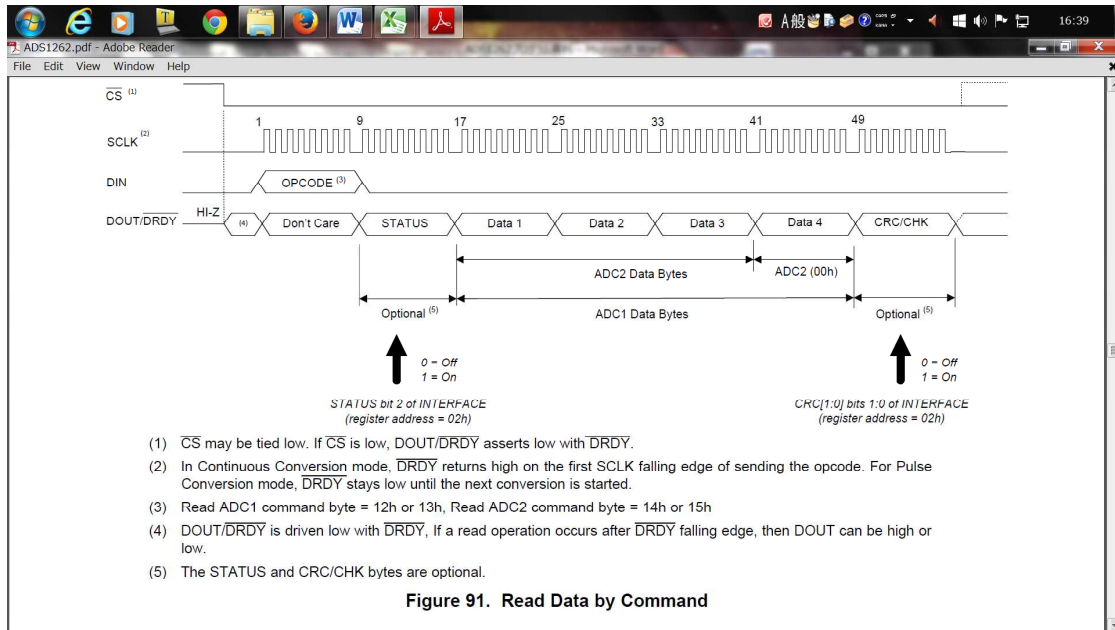 A般
16:39
ADS1262.pdf - Adobe Reader
File Edit View Window Help
CS (1)
1 9 17 25 33 41 49
SCLK (2)
DIN
OPCODE (3)
DOUT/DRDY HI-Z (4) Don't Care STATUS Data 1 Data 2 Data 3 Data 4 CRC/CHK
ADC2 Data Bytes ADC2 (00h)
Optional (5) ADC1 Data Bytes Optional (5)
0 = Off 0 = Off
1 = On 1 = On
STATUS bit 2 of INTERFACE CRC[1:0] bits 1:0 of INTERFACE
(register address = 02h) (register address = 02h)
(1) CS may be tied low. If CS is low, DOUT/DRDY asserts low with DRDY.
(2) In Continuous Conversion mode, DRDY returns high on the first SCLK falling edge of sending the opcode. For Pulse
Conversion mode, DRDY stays low until the next conversion is started.
(3) Read ADC1 command byte = 12h or 13h, Read ADC2 command byte = 14h or 15h
(4) DOUT/DRDY is driven low with DRDY, If a read operation occurs after DRDY falling edge, then DOUT can be high or
low.
(5) The STATUS and CRC/CHK bytes are optional.
Figure 91. Read Data by Command